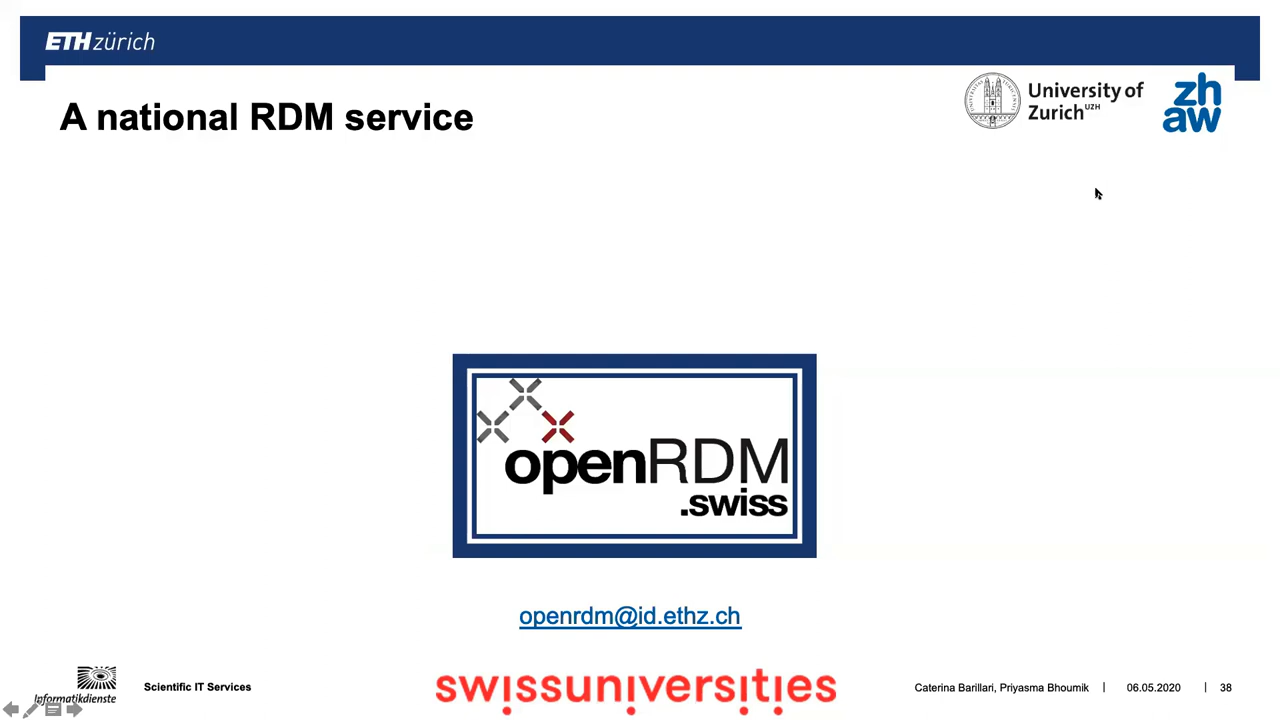 ETH zürich
A national RDM service
University of
Zurich UZH
zh
aw
openRDM
.swiss
openrdm@id.ethz.ch
Informatikdienste
Scientific IT Services
swissuniversities
Caterina Barillari, Priyasma Bhoumik | 06.05.2020 | 38